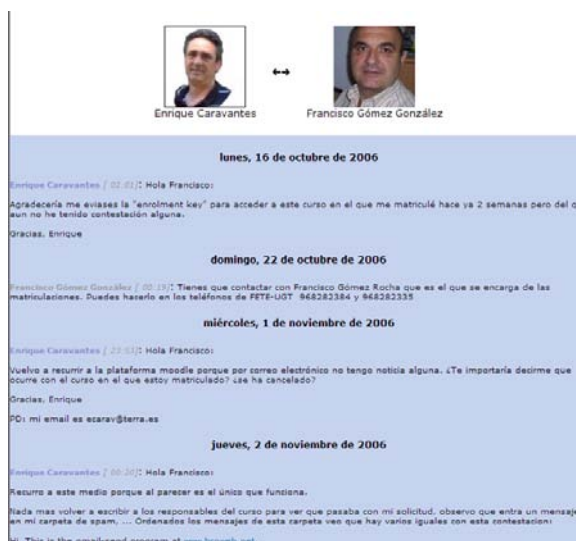 Enrique Caravantes
Francisco Gómez González
lunes, 16 de octubre de 2006
Enrique Caravantes [ 02:01]: Hola Francisco:
Agradecería me eviases la "enrolment key" para acceder a este curso en el que me matriculé hace ya 2 semanas pero del q
aun no he tenido contestación alguna.
Gracias, Enrique
domingo, 22 de octubre de 2006
Francisco Gómez González [ 00:19]: Tienes que contactar con Francisco Gómez Rocha que es el que se encarga de las
matriculaciones. Puedes hacerlo en los teléfonos de FETE-UGT 968282384 y 968282335
miércoles, 1 de noviembre de 2006
Enrique Caravantes [ 23:53]: Hola Francisco:
Vuelvo a recurrir a la plataforma moodle porque por correo electrónico no tengo noticia alguna. ¿Te importaría decirme que
ocurre con el curso en el que estoy matriculado? ¿se ha cancelado?
Gracias, Enrique
PD: mi email es ecarav@terra.es
jueves, 2 de noviembre de 2006
Enrique Caravantes [ 00:20]: Hola Francisco:
Recurro a este medio porque al parecer es el único que funciona.
Nada mas volver a escribir a los responsables del curso para ver que pasaba con mi solicitud, observo que entra un mensaje
en mi carpeta de spam, ... Ordenados los mensajes de esta carpeta veo que hay varios iguales con esta contestacion:
Hi. This is the